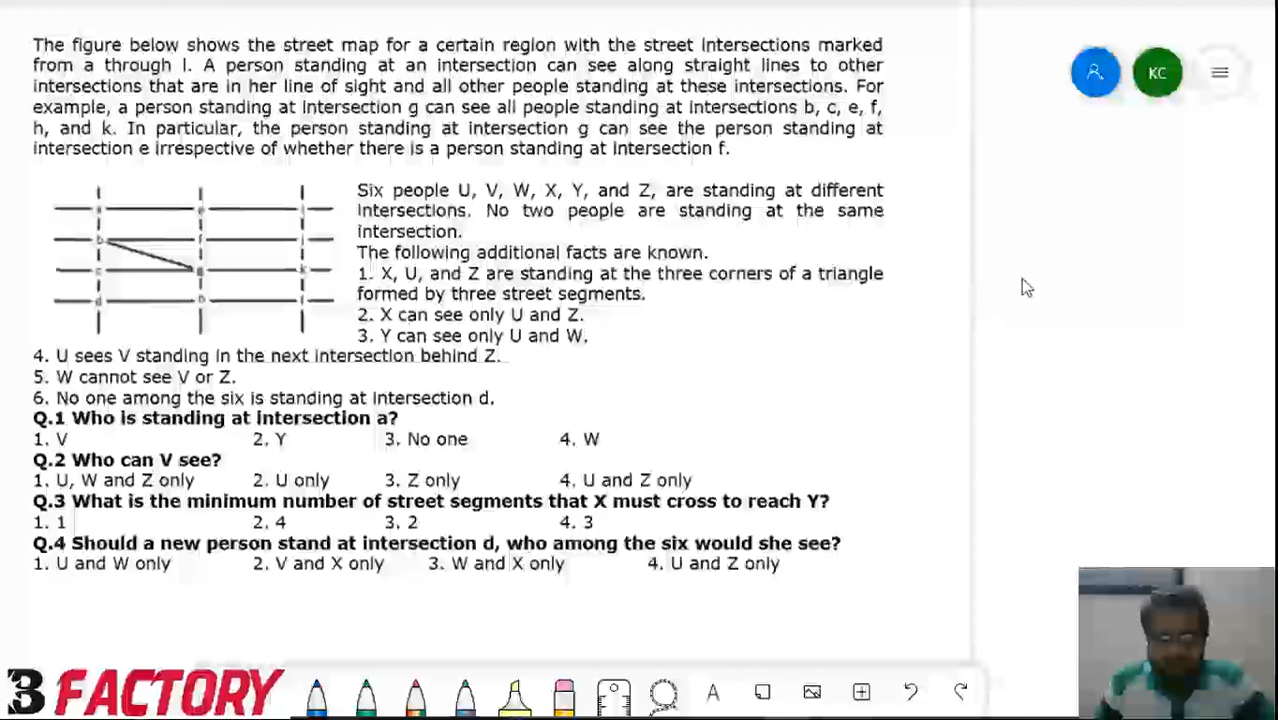 The figure below shows the street map for a certain region with the street intersections marked
from a through l. A person standing at an intersection can see along straight lines to other
intersections that are in her line of sight and all other people standing at these intersections. For
example, a person standing at intersection g can see all people standing at intersections b, c, e, f,
h, and k. In particular, the person standing at intersection g can see the person standing at
intersection e irrespective of whether there is a person standing at intersection f.
Six people U, V, W, X, Y, and Z, are standing at different
intersections. No two people are standing at the same
intersection.
The following additional facts are known.
1. X, U, and Z are standing at the three corners of a triangle
formed by three street segments.
2. X can see only U and Z.
3. Y can see only U and W.
4. U sees V standing in the next intersection behind Z.
5. W cannot see V or Z.
6. No one among the six is standing at intersection d.
Q.1 Who is standing at intersection a?
1. V 2. Y 3. No one 4. W
Q.2 Who can V see?
1. U, W and Z only 2. U only 3. Z only 4. U and Z only
Q.3 What is the minimum number of street segments that X must cross to reach Y?
1. 1 2. 4 3. 2 4. 3
Q.4 Should a new person stand at intersection d, who among the six would she see?
1. U and W only 2. V and X only 3. W and X only 4. U and Z only
KC
3 FACTORY
A